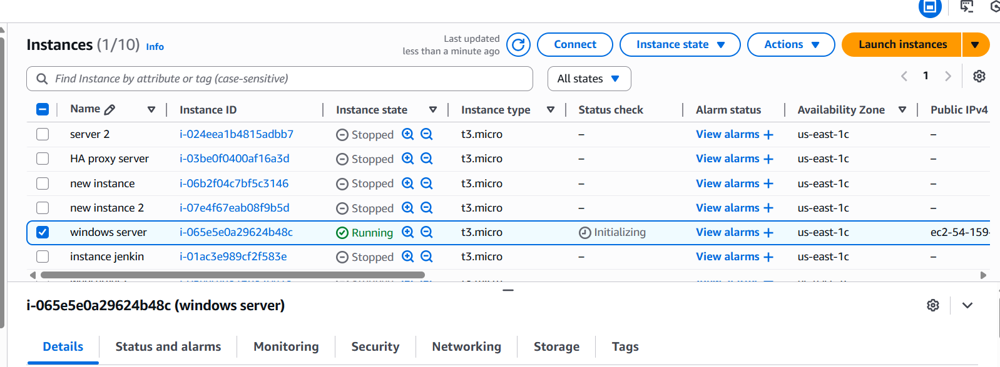 Instances (1/10) Info
Last updated
less than a minute ago
Connect
Instance state
Actions
Launch instances
Find Instance by attribute or tag (case-sensitive)
All states
1
Name Instance ID Instance state Instance type Status check Alarm status Availability Zone Public IPv4
server 2 i-024eea1b4815adbb7 Stopped t3.micro – View alarms + us-east-1c –
HA proxy server i-03be0f0400af16a3d Stopped t3.micro – View alarms + us-east-1c –
new instance i-06b2f04c7bf5c3146 Stopped t3.micro – View alarms + us-east-1c –
new instance 2 i-07e4f67eab08f9b5d Stopped t3.micro – View alarms + us-east-1c –
windows server i-065e5e0a29624b48c Running t3.micro Initializing View alarms + us-east-1c ec2-54-159-
instance jenkin i-01ac3e989cf2f583e Stopped t3.micro – View alarms + us-east-1c –
i-065e5e0a29624b48c (windows server)
Details Status and alarms Monitoring Security Networking Storage Tags